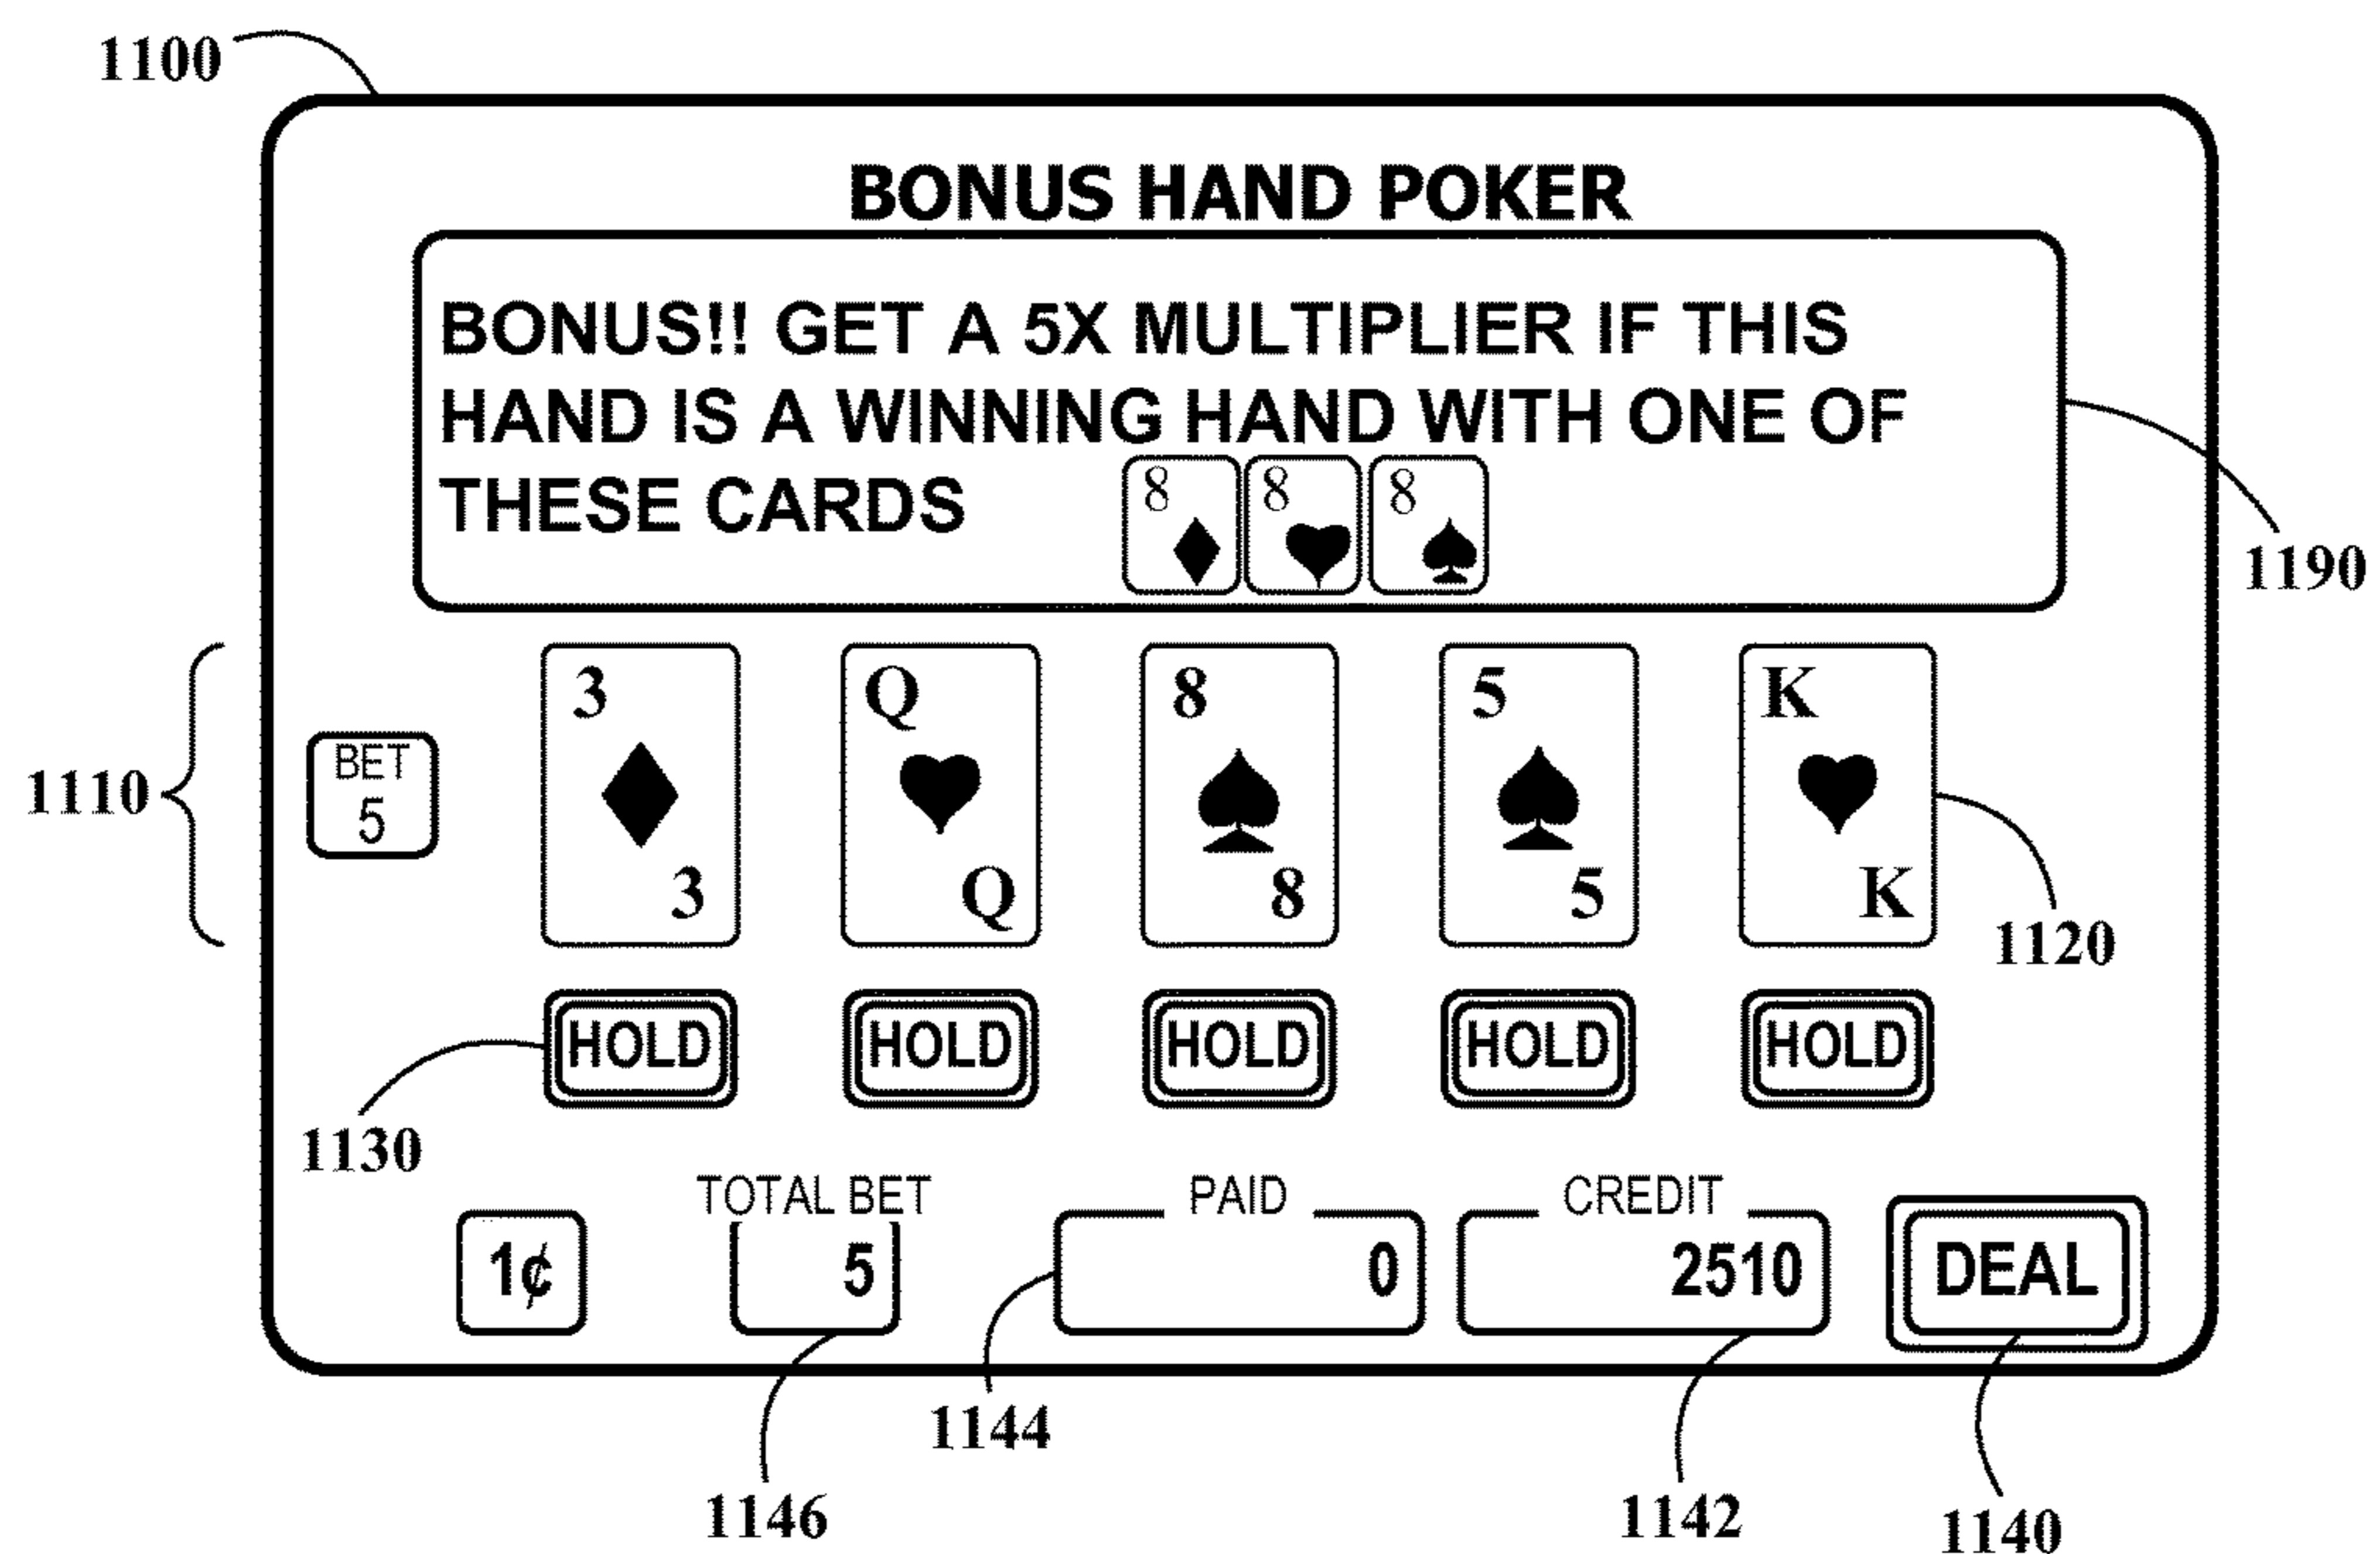 1100
BONUS HAND POKER
BONUS!! GET A 5X MULTIPLIER IF THIS
HAND IS A WINNING HAND WITH ONE OF
THESE CARDS 8 8 8
1190
1110
BET
5
3 Q 8 5 K
3 Q 8 5 K
1120
HOLD HOLD HOLD HOLD HOLD
1130
TOTAL BET PAID CREDIT
1¢ 5 0 2510 DEAL
1144
1146 1142 1140